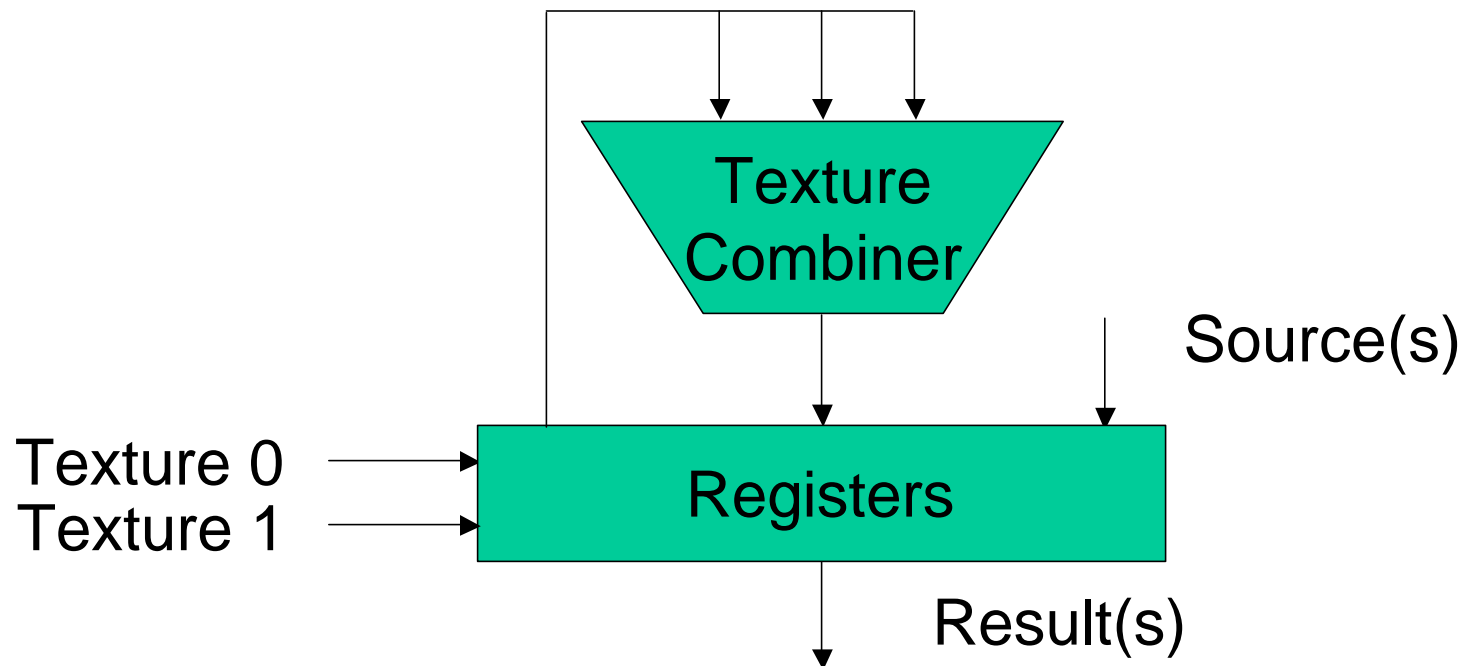 Texture
Combiner
Source(s)
Texture 0
Texture 1
Registers
Result(s)